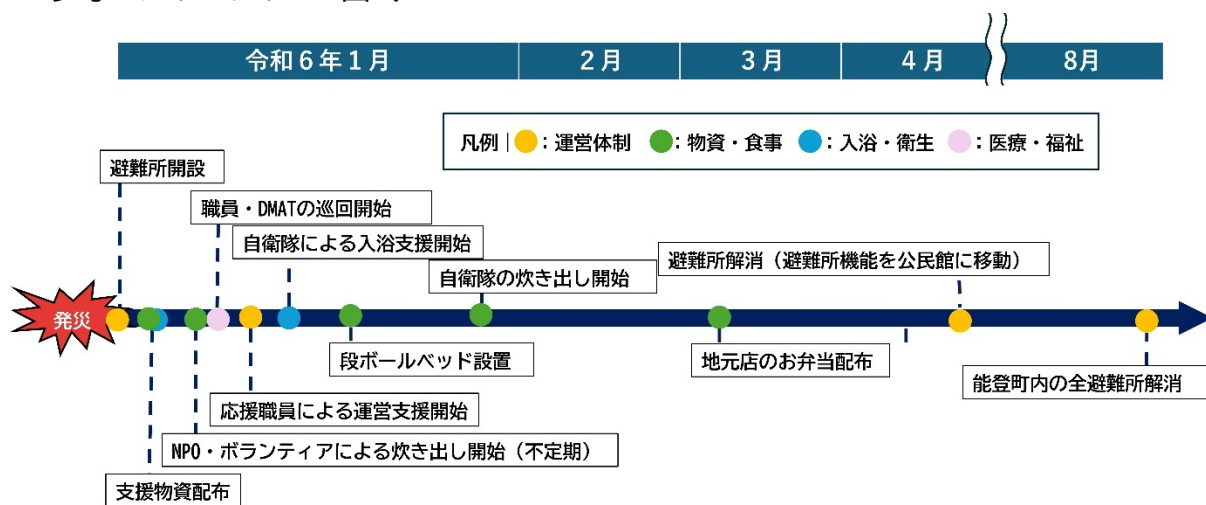 令和6年1月
2月
3月
4月
8月
凡例|●:運営体制 ●:物資・食事 ●:入浴・衛生 ●:医療・福祉
避難所開設
職員・DMATの巡回開始
自衛隊による入浴支援開始
自衛隊の炊き出し開始
避難所解消（避難所機能を公民館に移動）
発災
段ボールベッド設置
地元店のお弁当配布
能登町内の全避難所解消
応援職員による運営支援開始
NPO・ボランティアによる炊き出し開始（不定期）
支援物資配布